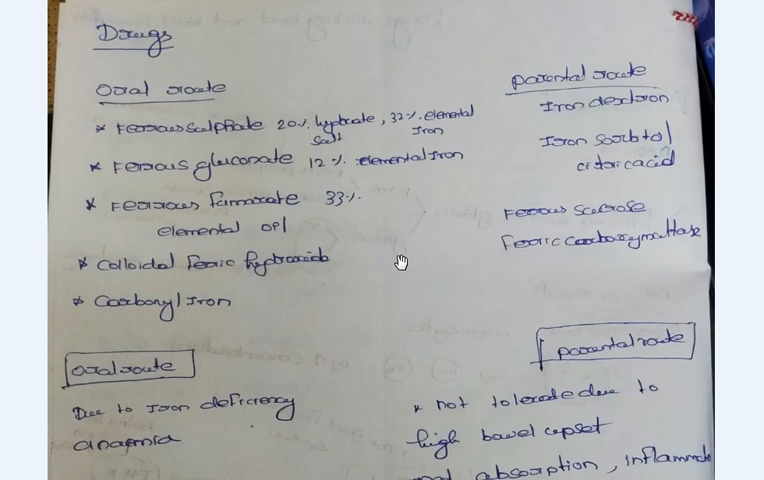 Drugs
Oral route
* Ferrous sulphate 20% hydrate, 32% elemental
salt Iron
* Ferrous gluconate 12% elemental Iron
* Ferrous fumarate 33%
elemental
* Colloidal ferric hydroxide
* Carbonyl Iron
Parental route
Iron dextron
Iron sorbitol
citric acid
Ferrous sucrose
Ferric carboxymaltase
Oral route
Due to Iron deficiency
anaemia
Parental route
* not tolerate due to
high bowel upset
absorption, inflammat